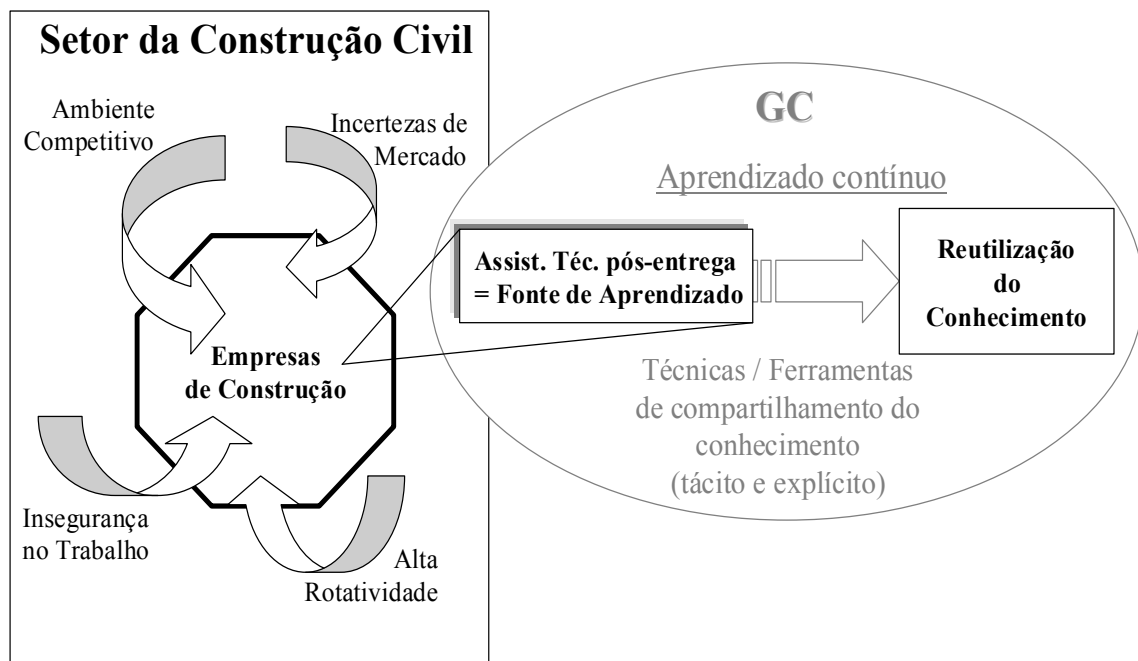 Setor da Construção Civil
Ambiente
Competitivo
Incertezas de
Mercado
Empresas
de Construção
Insegurança
no Trabalho
Alta
Rotatividade
GC
Aprendizado contínuo
Assist. Téc. pós-entrega
= Fonte de Aprendizado
Reutilização
do
Conhecimento
Técnicas / Ferramentas
de compartilhamento do
conhecimento
(tácito e explícito)